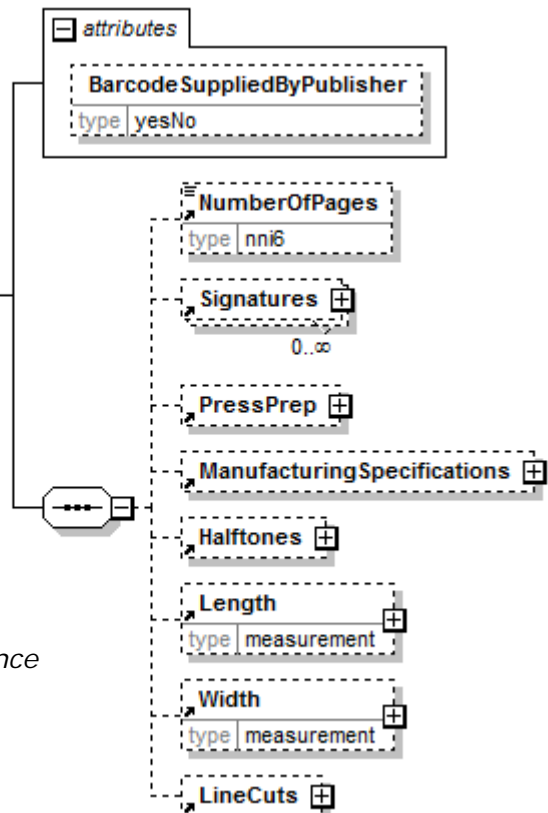 attributes
BarcodeSuppliedByPublisher
type yesNo
NumberOfPages
type nni6
Signatures
0..∞
PressPrep
ManufacturingSpecifications
Halftones
Length
type measurement
nce
Width
type measurement
LineCuts